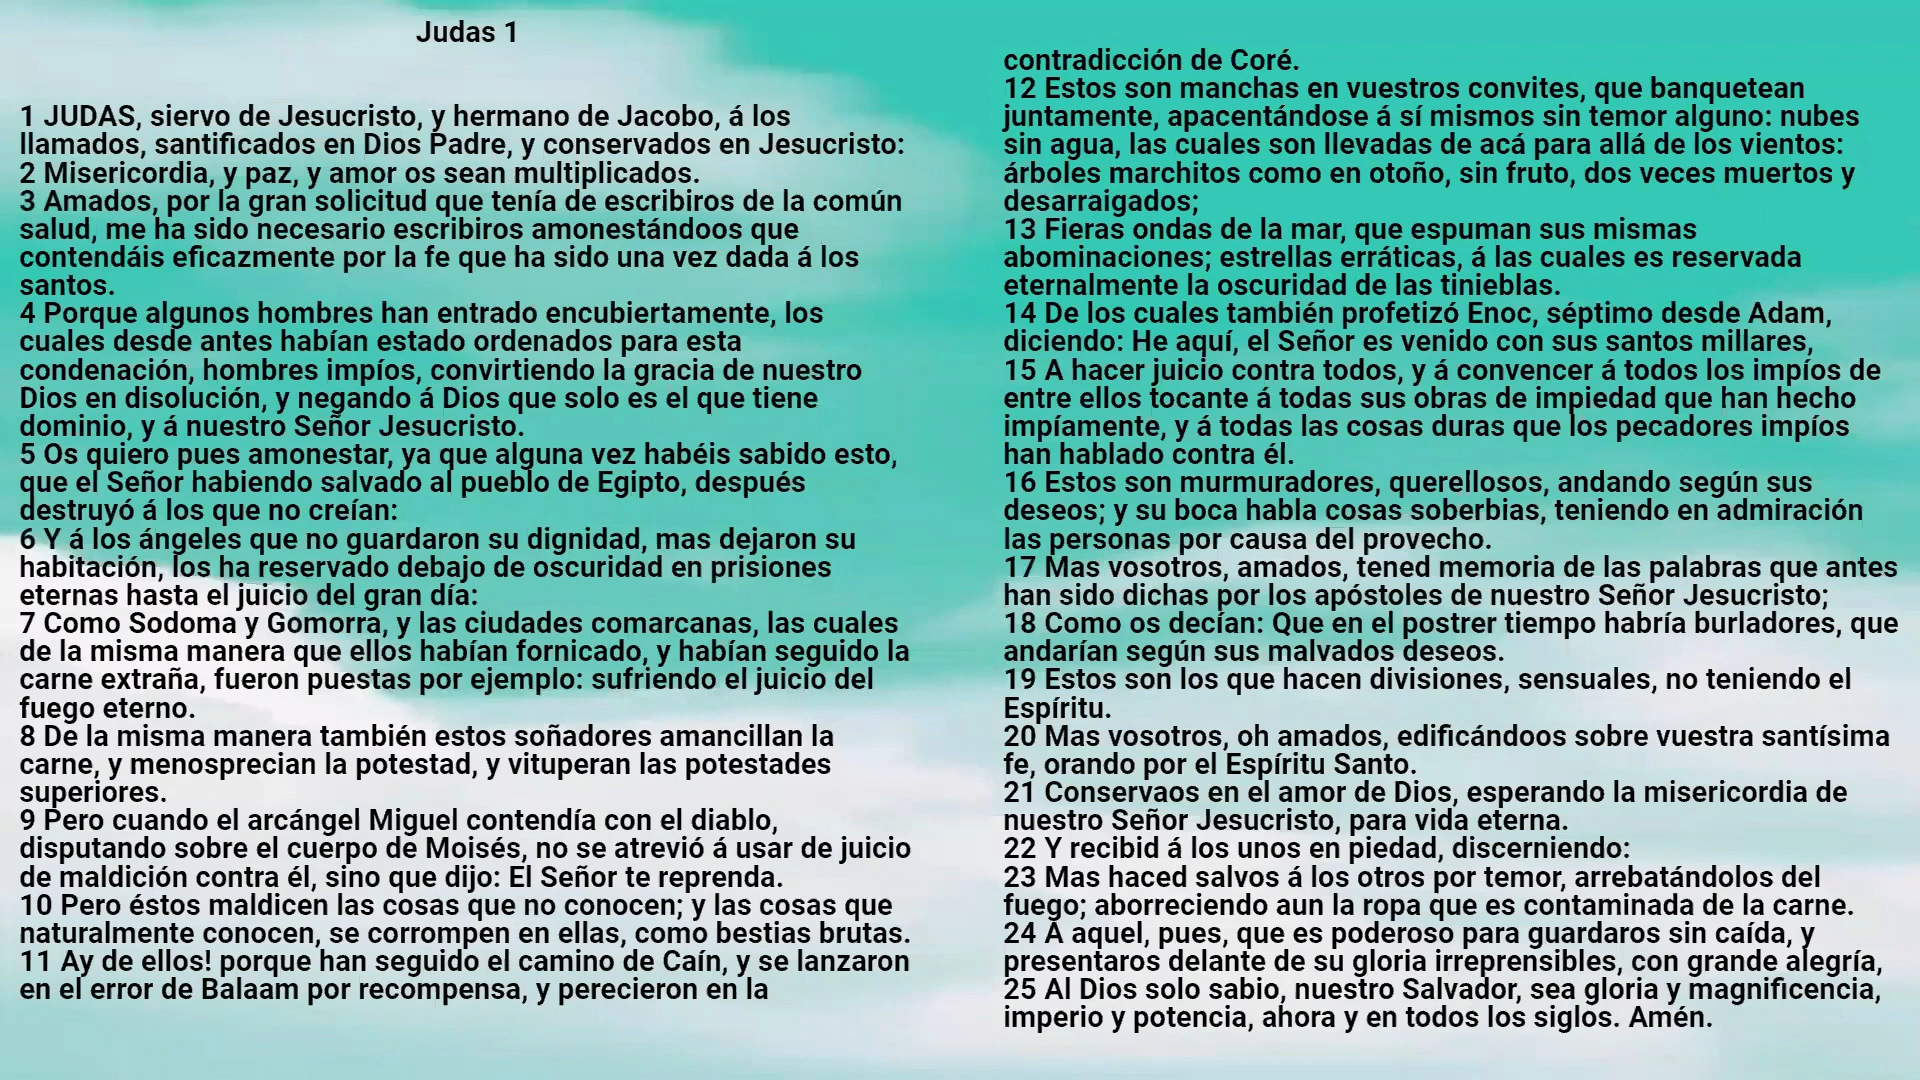 Judas 1
1 JUDAS, siervo de Jesucristo, y hermano de Jacobo, á los
llamados, santificados en Dios Padre, y conservados en Jesucristo:
2 Misericordia, y paz, y amor os sean multiplicados.
3 Amados, por la gran solicitud que tenía de escribiros de la común
salud, me ha sido necesario escribiros amonestándoos que
contendáis eficazmente por la fe que ha sido una vez dada á los
santos.
4 Porque algunos hombres han entrado encubiertamente, los
cuales desde antes habían estado ordenados para esta
condenación, hombres impíos, convirtiendo la gracia de nuestro
Dios en disolución, y negando á Dios que solo es el que tiene
dominio, y á nuestro Señor Jesucristo.
5 Os quiero pues amonestar, ya que alguna vez habéis sabido esto,
que el Señor habiendo salvado al pueblo de Egipto, después
destruyó á los que no creían:
6 Y á los ángeles que no guardaron su dignidad, mas dejaron su
habitación, los ha reservado debajo de oscuridad en prisiones
eternas hasta el juicio del gran día:
7 Como Sodoma y Gomorra, y las ciudades comarcanas, las cuales
de la misma manera que ellos habían fornicado, y habían seguido la
carne extraña, fueron puestas por ejemplo: sufriendo el juicio del
fuego eterno.
8 De la misma manera también estos soñadores amancillan la
carne, y menosprecian la potestad, y vituperan las potestades
superiores.
9 Pero cuando el arcángel Miguel contendía con el diablo,
disputando sobre el cuerpo de Moisés, no se atrevió á usar de juicio
de maldición contra él, sino que dijo: El Señor te reprenda.
10 Pero éstos maldicen las cosas que no conocen; y las cosas que
naturalmente conocen, se corrompen en ellas, como bestias brutas.
11 Ay de ellos! porque han seguido el camino de Caín, y se lanzaron
en el error de Balaam por recompensa, y perecieron en la
contradicción de Coré.
12 Estos son manchas en vuestros convites, que banquetean
juntamente, apacentándose á sí mismos sin temor alguno: nubes
sin agua, las cuales son llevadas de acá para allá de los vientos:
árboles marchitos como en otoño, sin fruto, dos veces muertos y
desarraigados;
13 Fieras ondas de la mar, que espuman sus mismas
abominaciones; estrellas erráticas, á las cuales es reservada
eternalmente la oscuridad de las tinieblas.
14 De los cuales también profetizó Enoc, séptimo desde Adam,
diciendo: He aquí, el Señor es venido con sus santos millares,
15 A hacer juicio contra todos, y á convencer á todos los impíos de
entre ellos tocante á todas sus obras de impiedad que han hecho
impíamente, y á todas las cosas duras que los pecadores impíos
han hablado contra él.
16 Estos son murmuradores, querellosos, andando según sus
deseos; y su boca habla cosas soberbias, teniendo en admiración
las personas por causa del provecho.
17 Mas vosotros, amados, tened memoria de las palabras que antes
han sido dichas por los apóstoles de nuestro Señor Jesucristo;
18 Como os decían: Que en el postrer tiempo habría burladores, que
andarían según sus malvados deseos.
19 Estos son los que hacen divisiones, sensuales, no teniendo el
Espíritu.
20 Mas vosotros, oh amados, edificándoos sobre vuestra santísima
fe, orando por el Espíritu Santo.
21 Conservaos en el amor de Dios, esperando la misericordia de
nuestro Señor Jesucristo, para vida eterna.
22 Y recibid á los unos en piedad, discerniendo:
23 Mas haced salvos á los otros por temor, arrebatándolos del
fuego; aborreciendo aun la ropa que es contaminada de la carne.
24 A aquel, pues, que es poderoso para guardaros sin caída, y
presentaros delante de su gloria irreprensibles, con grande alegría,
25 Al Dios solo sabio, nuestro Salvador, sea gloria y magnificencia,
imperio y potencia, ahora y en todos los siglos. Amén.